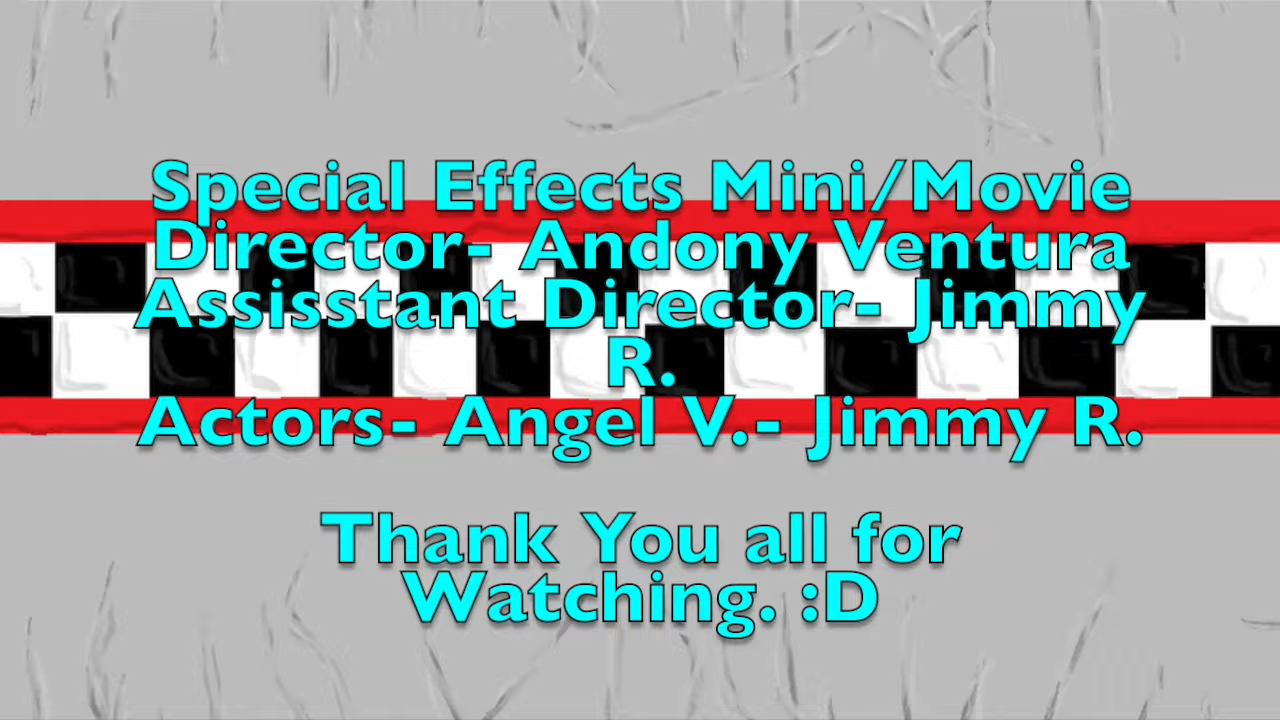 Special Effects Mini/Movie
Director- Andony Ventura
Assisstant Director- Jimmy
R.
Actors- Angel V.- Jimmy R.
Thank You all for
Watching. :D